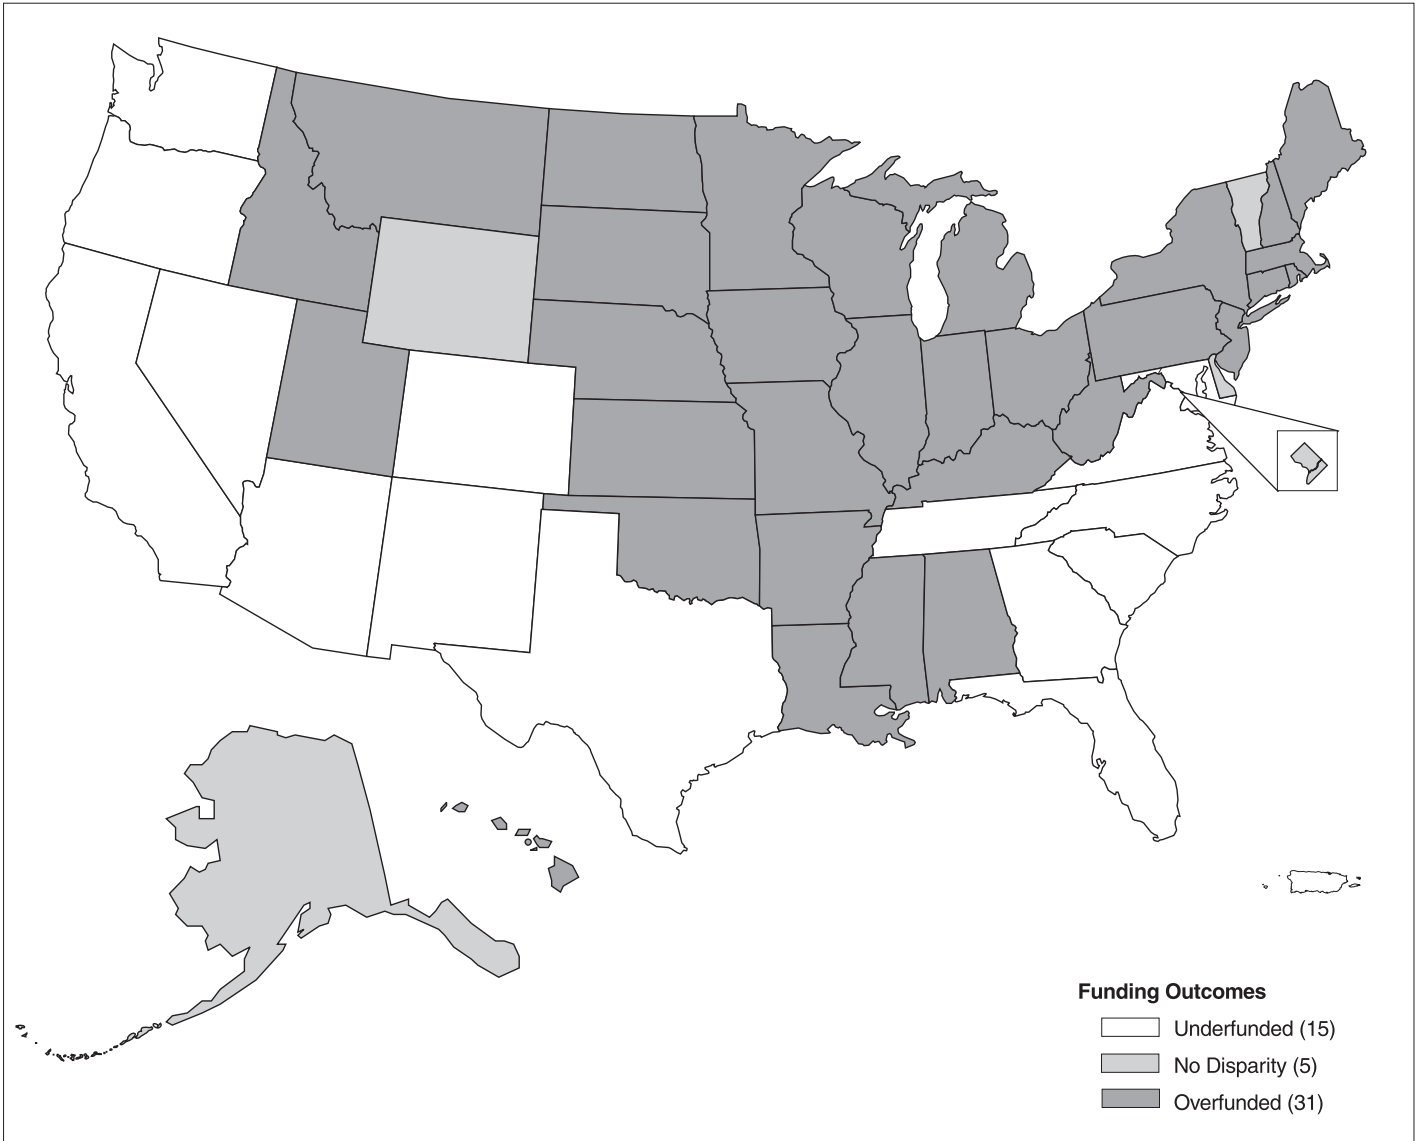 Funding Outcomes
Underfunded (15)
No Disparity (5)
Overfunded (31)